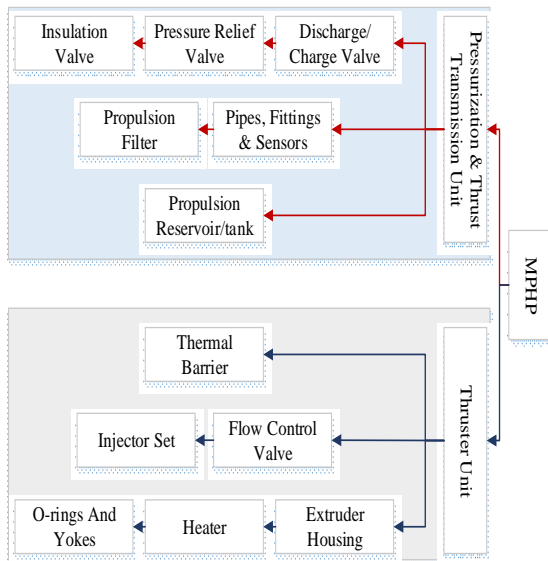 Insulation
Valve
Pressure Relief
Valve
Discharge/
Charge Valve
Propulsion
Filter
Pipes, Fittings
& Sensors
Propulsion
Reservoir/tank
Pressurization & Thrust
Transmission Unit
MPHP
Thermal
Barrier
Injector Set
Flow Control
Valve
O-rings And
Yokes
Heater
Extruder
Housing
Thruster Unit